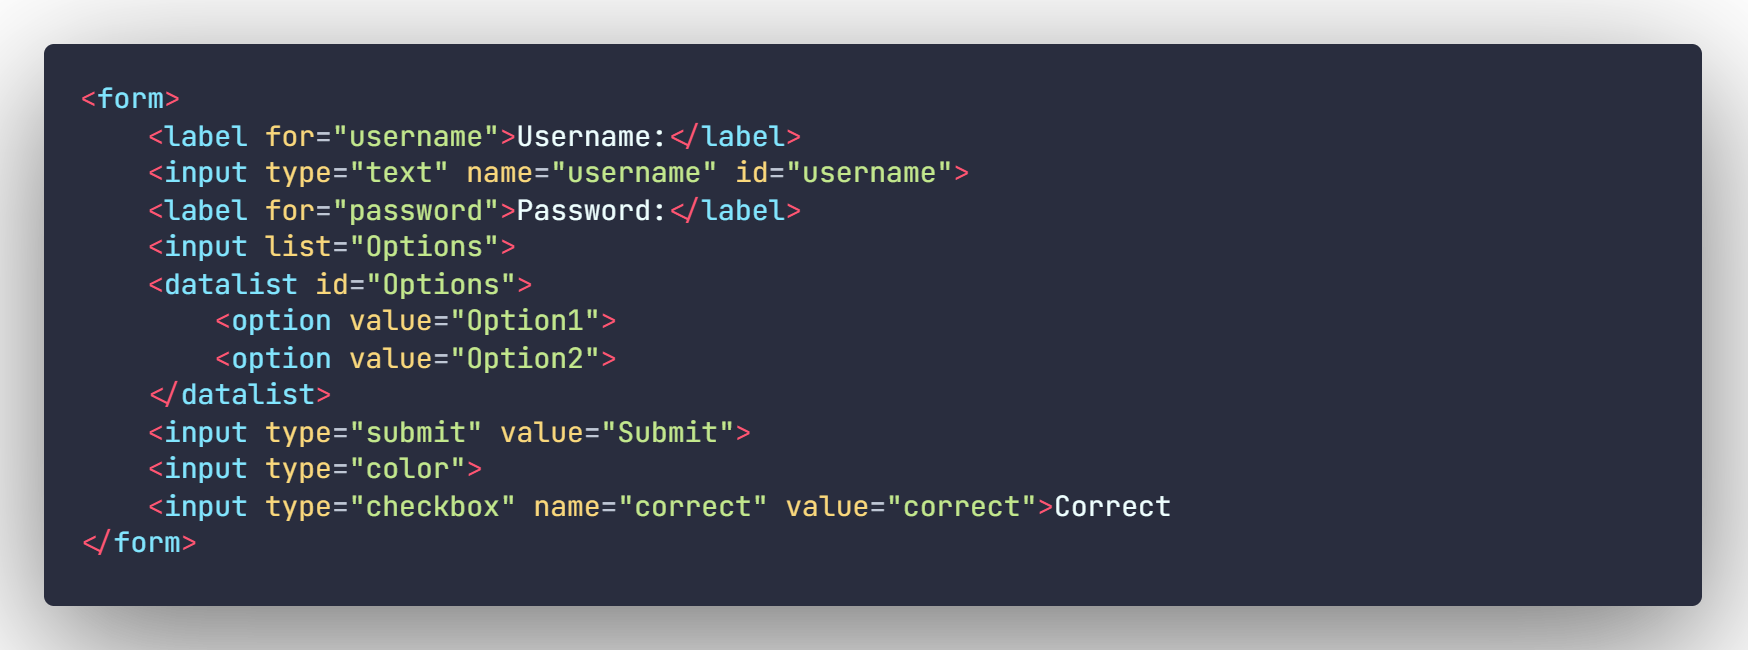 <form>
    <label for="username">Username:</label>
    <input type="text" name="username" id="username">
    <label for="password">Password:</label>
    <input list="Options">
    <datalist id="Options">
        <option value="Option1">
        <option value="Option2">
    </datalist>
    <input type="submit" value="Submit">
    <input type="color">
    <input type="checkbox" name="correct" value="correct">Correct
</form>